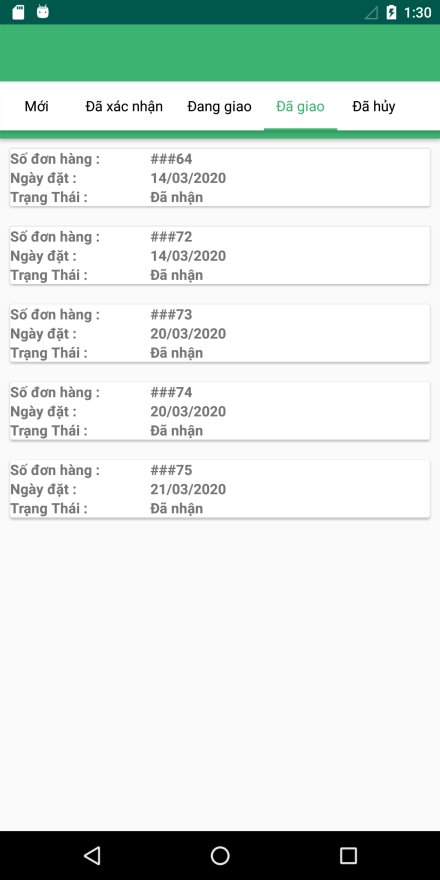 1:30
Mới Đã xác nhận Đang giao Đã giao Đã hủy
Số đơn hàng : ###64
Ngày đặt : 14/03/2020
Trạng Thái : Đã nhận
Số đơn hàng : ###72
Ngày đặt : 14/03/2020
Trạng Thái : Đã nhận
Số đơn hàng : ###73
Ngày đặt : 20/03/2020
Trạng Thái : Đã nhận
Số đơn hàng : ###74
Ngày đặt : 20/03/2020
Trạng Thái : Đã nhận
Số đơn hàng : ###75
Ngày đặt : 21/03/2020
Trạng Thái : Đã nhận